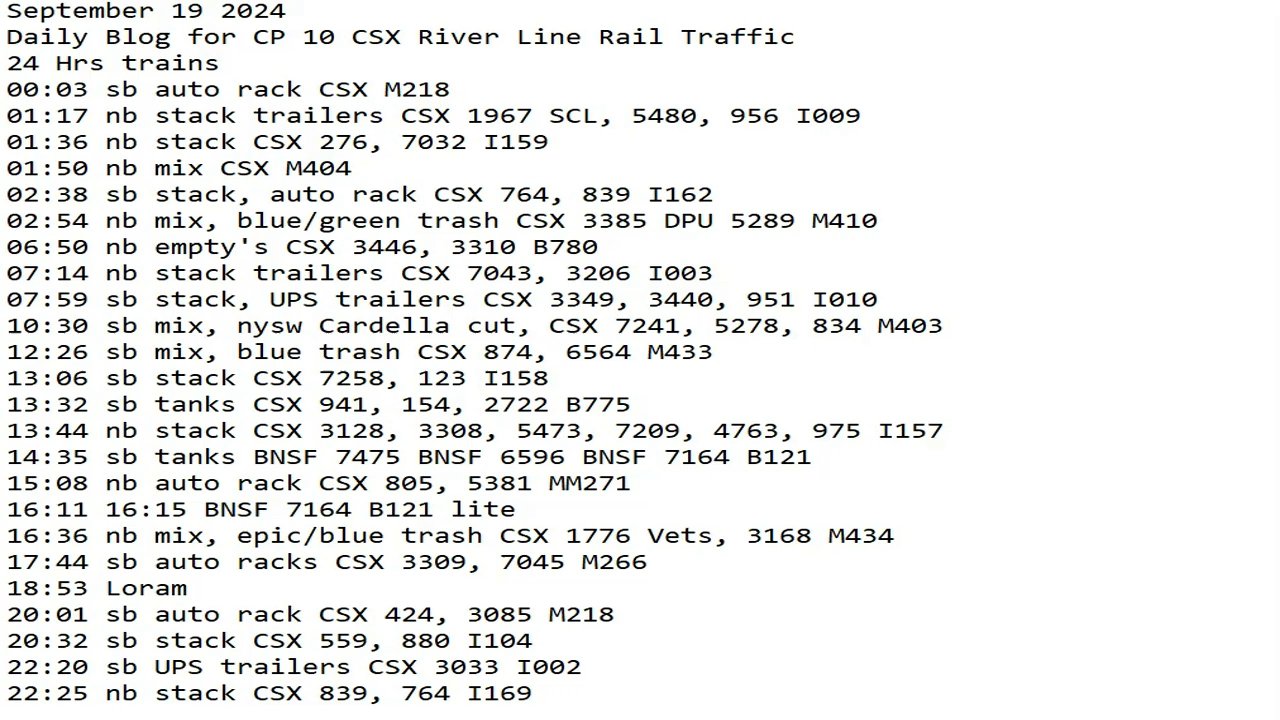 September 19 2024
Daily Blog for CP 10 CSX River Line Rail Traffic
24 Hrs trains
00:03 sb auto rack CSX M218
01:17 nb stack trailers CSX 1967 SCL, 5480, 956 I009
01:36 nb stack CSX 276, 7032 I159
01:50 nb mix CSX M404
02:38 sb stack, auto rack CSX 764, 839 I162
02:54 nb mix, blue/green trash CSX 3385 DPU 5289 M410
06:50 nb empty's CSX 3446, 3310 B780
07:14 nb stack trailers CSX 7043, 3206 I003
07:59 sb stack, UPS trailers CSX 3349, 3440, 951 I010
10:30 sb mix, nysw Cardella cut, CSX 7241, 5278, 834 M403
12:26 sb mix, blue trash CSX 874, 6564 M433
13:06 sb stack CSX 7258, 123 I158
13:32 sb tanks CSX 941, 154, 2722 B775
13:44 nb stack CSX 3128, 3308, 5473, 7209, 4763, 975 I157
14:35 sb tanks BNSF 7475 BNSF 6596 BNSF 7164 B121
15:08 nb auto rack CSX 805, 5381 MM271
16:11 16:15 BNSF 7164 B121 lite
16:36 nb mix, epic/blue trash CSX 1776 Vets, 3168 M434
17:44 sb auto racks CSX 3309, 7045 M266
18:53 Loram
20:01 sb auto rack CSX 424, 3085 M218
20:32 sb stack CSX 559, 880 I104
22:20 sb UPS trailers CSX 3033 I002
22:25 nb stack CSX 839, 764 I169